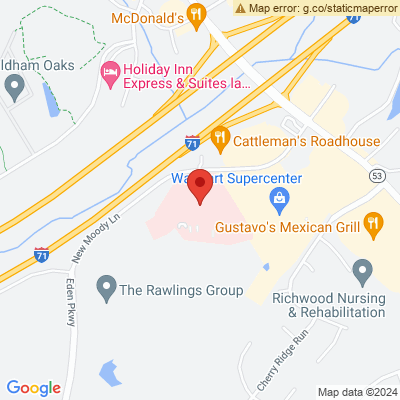 Map error: g.co/staticmaperror
McDonald's
71
ldham Oaks
Holiday Inn
Express & Suites la…
71
Cattleman's Roadhouse
53
Supercenter
New Moody Ln
Gustavo's Mexican Grill
71
Eden Pkwy
The Rawlings Group
Richwood Nursing
& Rehabilitation
Cherry Ridge Run
Google
Map data ©2024